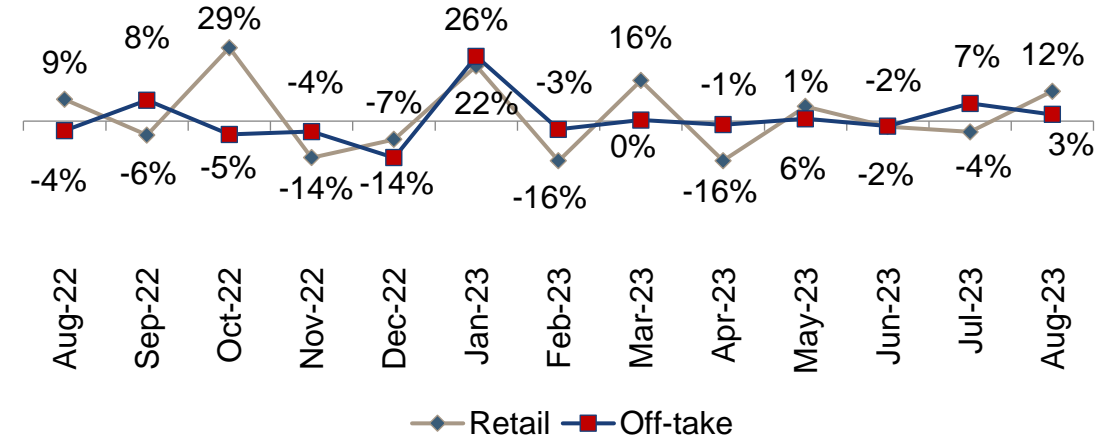 29%
26%
9%
8%
-4%
-7%
22%
-3%
16%
-1%
1%
-2%
7%
12%
-4%
-6%
-5%
-14%
-14%
-16%
0%
-16%
6%
-2%
-4%
3%
Aug-22
Sep-22
Oct-22
Nov-22
Dec-22
Jan-23
Feb-23
Mar-23
Apr-23
May-23
Jun-23
Jul-23
Aug-23
Retail
Off-take